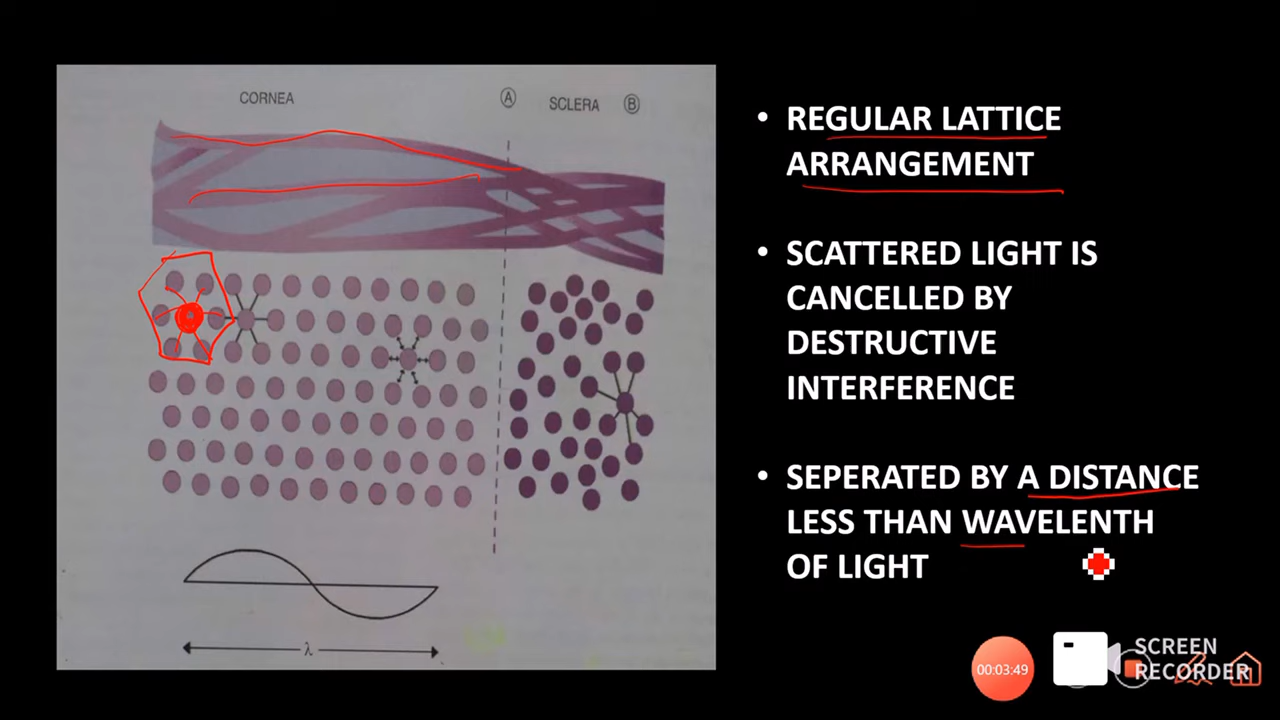 CORNEA
A
SCLERA
B
λ
• REGULAR LATTICE
ARRANGEMENT
• SCATTERED LIGHT IS
CANCELLED BY
DESTRUCTIVE
INTERFERENCE
• SEPERATED BY A DISTANCE
LESS THAN WAVELENTH
OF LIGHT
00:03:49
SCREEN
RECORDER